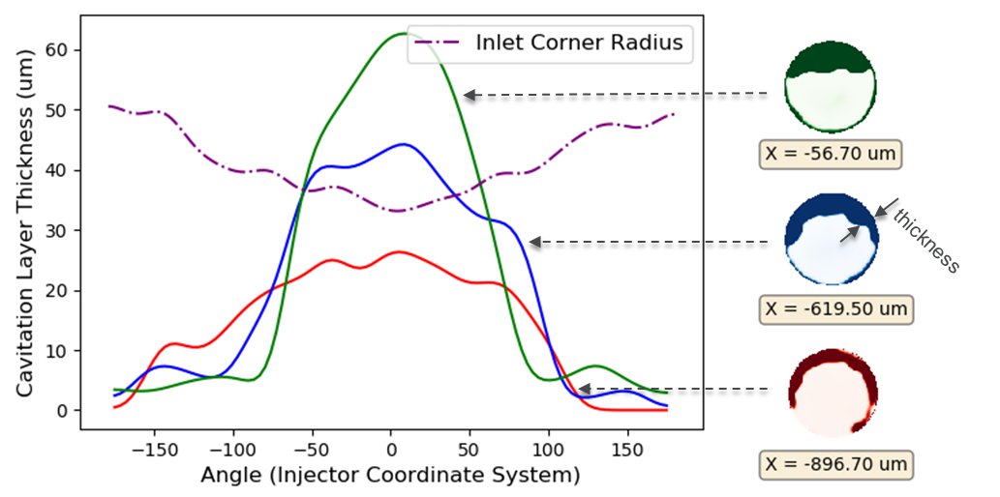 Cavitation Layer Thickness (um)
60
50
40
30
20
10
0
−150
−100
−50
0
50
100
150
Angle (Injector Coordinate System)
Inlet Corner Radius
X = -56.70 um
thickness
X = -619.50 um
X = -896.70 um